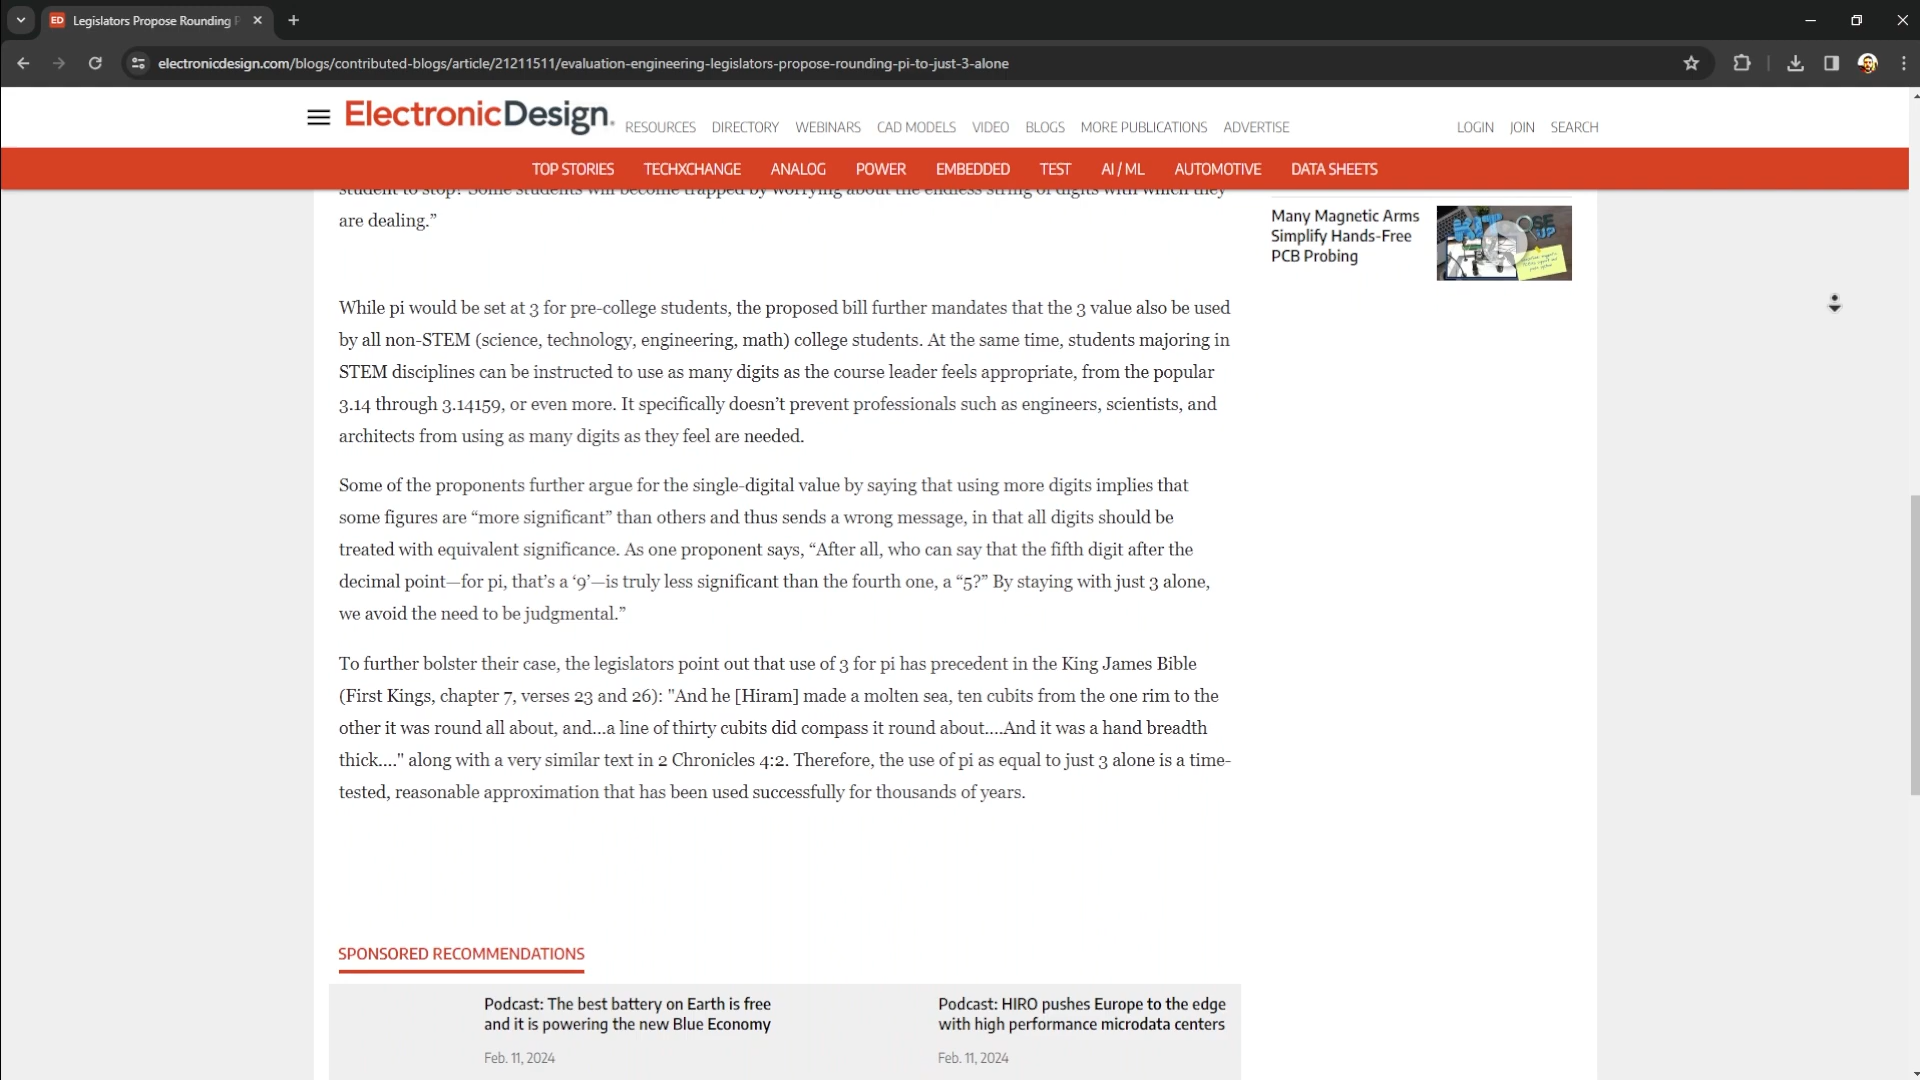 ED Legislators Propose Rounding P
electronicdesign.com/blogs/contributed-blogs/article/21211511/evaluation-engineering-legislators-propose-rounding-pi-to-just-3-alone
ElectronicDesign.
RESOURCES DIRECTORY WEBINARS CAD MODELS VIDEO BLOGS MORE PUBLICATIONS ADVERTISE
LOGIN JOIN SEARCH
TOP STORIES TECHXCHANGE ANALOG POWER EMBEDDED TEST AI / ML AUTOMOTIVE DATA SHEETS
student to stop? Some students will become trapped by worrying about the endless string of digits with which they
are dealing.”
Many Magnetic Arms
Simplify Hands-Free
PCB Probing
KIT CLOSE
UP
While pi would be set at 3 for pre-college students, the proposed bill further mandates that the 3 value also be used
by all non-STEM (science, technology, engineering, math) college students. At the same time, students majoring in
STEM disciplines can be instructed to use as many digits as the course leader feels appropriate, from the popular
3.14 through 3.14159, or even more. It specifically doesn’t prevent professionals such as engineers, scientists, and
architects from using as many digits as they feel are needed.
Some of the proponents further argue for the single-digital value by saying that using more digits implies that
some figures are “more significant” than others and thus sends a wrong message, in that all digits should be
treated with equivalent significance. As one proponent says, “After all, who can say that the fifth digit after the
decimal point—for pi, that’s a ‘9’—is truly less significant than the fourth one, a “5?” By staying with just 3 alone,
we avoid the need to be judgmental.”
To further bolster their case, the legislators point out that use of 3 for pi has precedent in the King James Bible
(First Kings, chapter 7, verses 23 and 26): "And he [Hiram] made a molten sea, ten cubits from the one rim to the
other it was round all about, and...a line of thirty cubits did compass it round about....And it was a hand breadth
thick...." along with a very similar text in 2 Chronicles 4:2. Therefore, the use of pi as equal to just 3 alone is a time-
tested, reasonable approximation that has been used successfully for thousands of years.
SPONSORED RECOMMENDATIONS
Podcast: The best battery on Earth is free
and it is powering the new Blue Economy
Feb. 11, 2024
Podcast: HIRO pushes Europe to the edge
with high performance microdata centers
Feb. 11, 2024